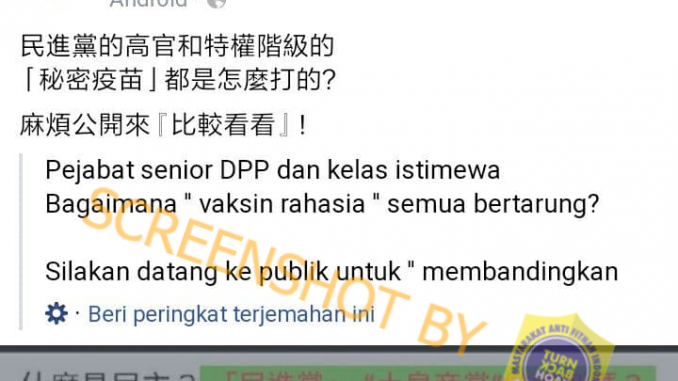 Android
民進黨的高官和特權階級的
「秘密疫苗」都是怎麼打的?
麻煩公開來『比較看看』!
Pejabat senior DPP dan kelas istimewa
Bagaimana " vaksin rahasia " semua bertarung?
Silakan datang ke publik untuk " membandingkan
· Beri peringkat terjemahan ini
SCREENSHOT BY
MASYARAKAT ANTI FITNAH INDONESIA
TURN
BACK
HOAX